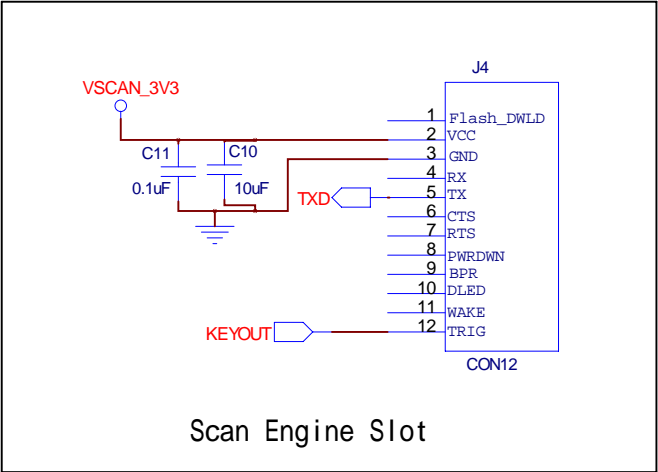 J4
VSCAN_3V3
1 Flash_DWLD
2 VCC
3 GND
4 RX
5 TX
6 CTS
7 RTS
8 PWRDWN
9 BPR
10 DLED
11 WAKE
12 TRIG
C11
0.1uF
C10
10uF
TXD
KEYOUT
CON12
Scan Engine Slot